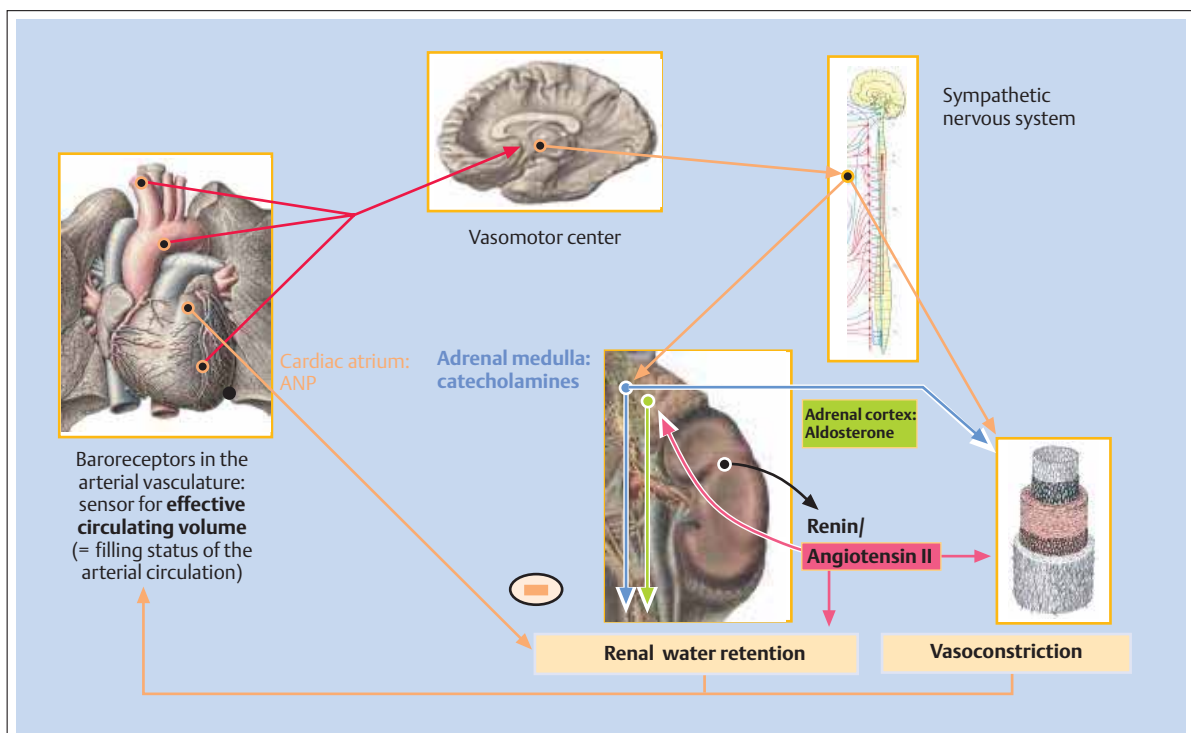 Sympathetic
nervous system
Vasomotor center
Cardiac atrium:
ANP
Adrenal medulla:
catecholamines
Adrenal cortex:
Aldosterone
Baroreceptors in the
arterial vasculature:
sensor for effective
circulating volume
(= filling status of the
arterial circulation)
Renin/
Angiotensin II
Renal water retention
Vasoconstriction